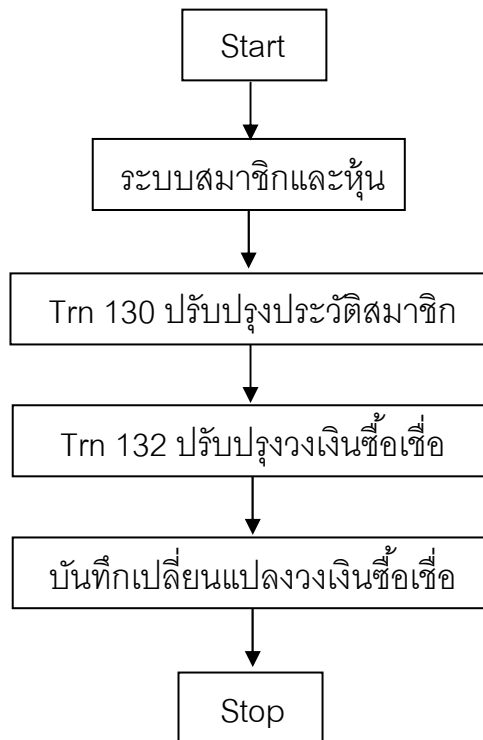 Start
ระบบสมาชิกและหุ้น
Trn 130 ปรับปรุงประวัติสมาชิก
Trn 132 ปรับปรุงวงเงินซื้อเชื่อ
บันทึกเปลี่ยนแปลงวงเงินซื้อเชื่อ
Stop